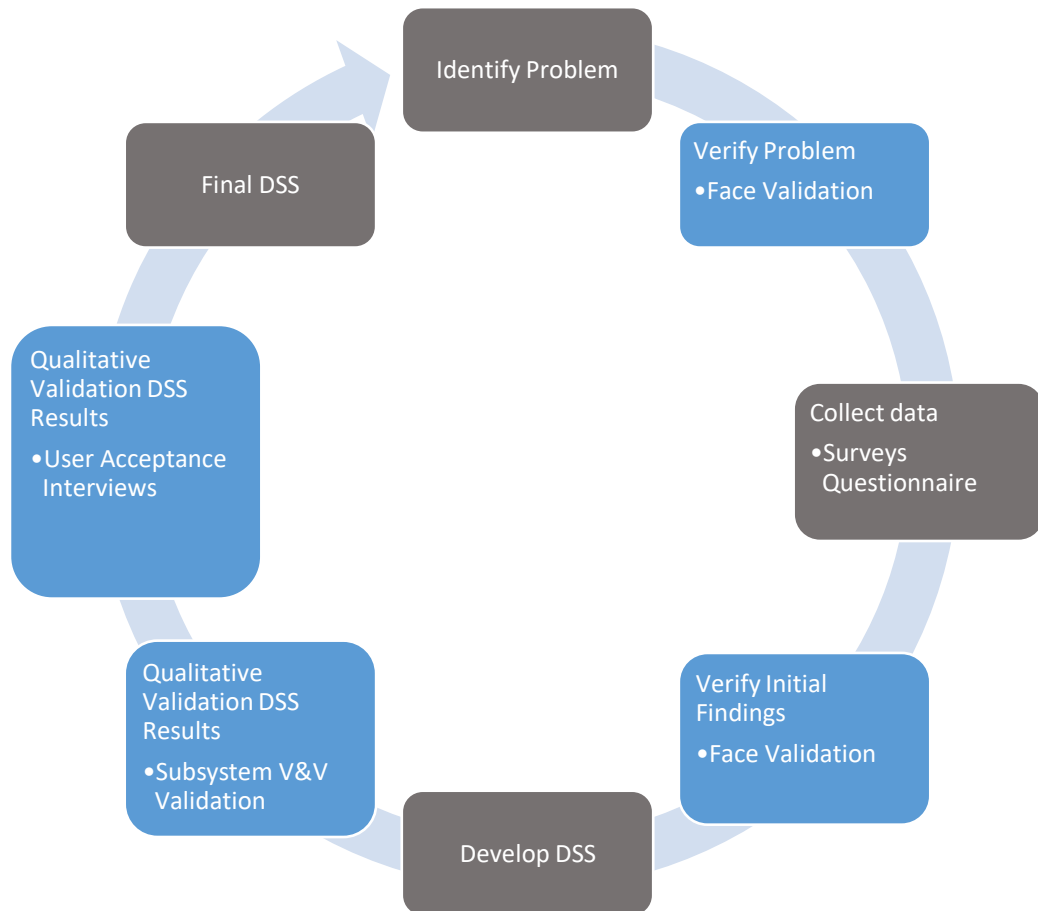 Identify Problem
Verify Problem
•Face Validation
Collect data
•Surveys
Questionnaire
Verify Initial
Findings
•Face Validation
Develop DSS
Qualitative
Validation DSS
Results
•Subsystem V&V
Validation
Qualitative
Validation DSS
Results
•User Acceptance
Interviews
Final DSS